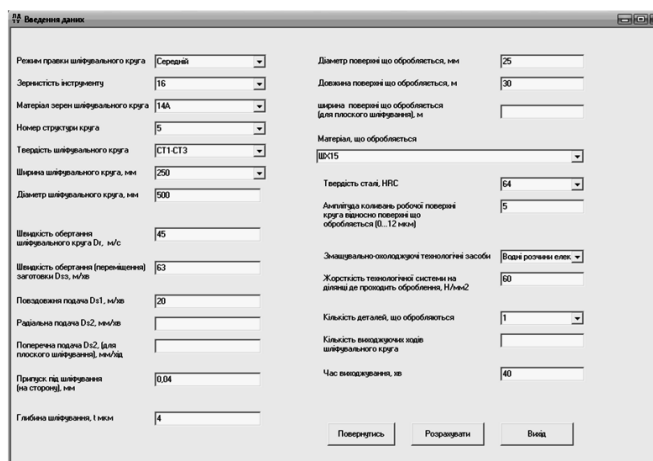 Введення даних
Режим правки шліфувального круга
Середній
Зернистість інструменту
16
Матеріал зерен шліфувального круга
14А
Номер структури круга
5
Твердість шліфувального круга
СТ1-СТ3
Ширина шліфувального круга, мм
250
Діаметр шліфувального круга, мм
500
Швидкість обертання
шліфувального круга Dr, м/с
45
Швидкість обертання (переміщення)
заготовки Dsз, м/хв
63
Повздовжня подача Ds1, м/хв
20
Радіальна подача Ds2, мм/хв
Поперечна подача Ds2, (для
плоского шліфування), мм/хід
Припуск під шліфування
(на сторону), мм
0,04
Глибина шліфування, t мкм
4
Діаметр поверхні що обробляється, мм
25
Довжина поверхні що обробляється, м
30
ширина поверхні що обробляється
(для плоского шліфування), м
Матеріал, що обробляється
ШХ15
Твердість сталі, HRC
64
Амплітуда коливань робочої поверхні
круга відносно поверхні що
обробляється (0...12 мкм)
5
Змащувально-охолоджуючі технологічні засоби
Водні розчини елек
Жорсткість технологічної системи на
ділянці де проходить оброблення, Н/мм2
60
Кількість деталей, що обробляються
1
Кількість виходжуючих ходів
шліфувального круга
Час виходжування, хв
40
Повернутись
Розрахувати
Вихід